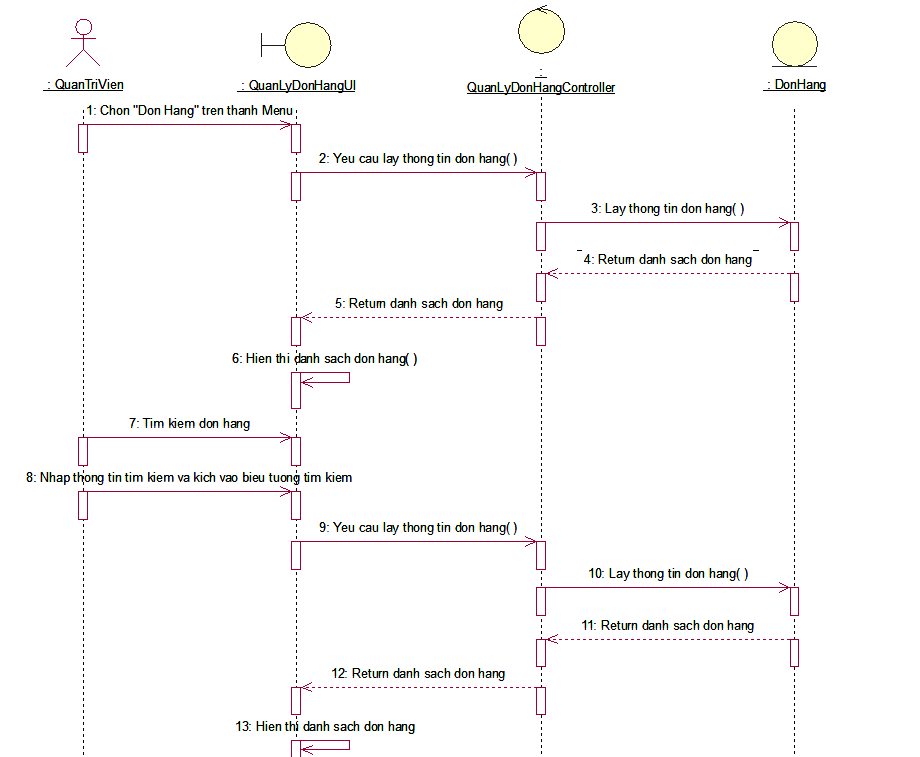 : QuanTriVien
: QuanLyDonHangUI
:
QuanLyDonHangController
: DonHang
1: Chon "Don Hang" tren thanh Menu
2: Yeu cau lay thong tin don hang( )
3: Lay thong tin don hang( )
4: Return danh sach don hang
5: Return danh sach don hang
6: Hien thi danh sach don hang( )
7: Tim kiem don hang
8: Nhap thong tin tim kiem va kich vao bieu tuong tim kiem
9: Yeu cau lay thong tin don hang( )
10: Lay thong tin don hang( )
11: Return danh sach don hang
12: Return danh sach don hang
13: Hien thi danh sach don hang